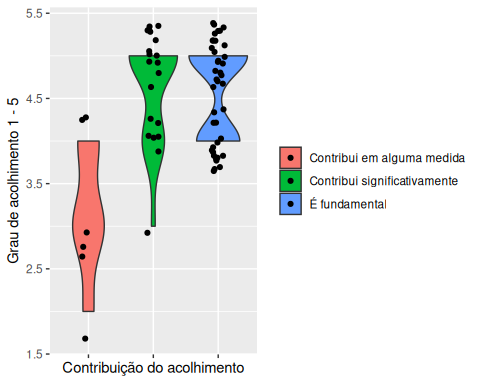 Grau de acolhimento 1 - 5
5.5
4.5
3.5
2.5
1.5
Contribuição do acolhimento
Contribui em alguma medida
Contribui significativamente
É fundamental